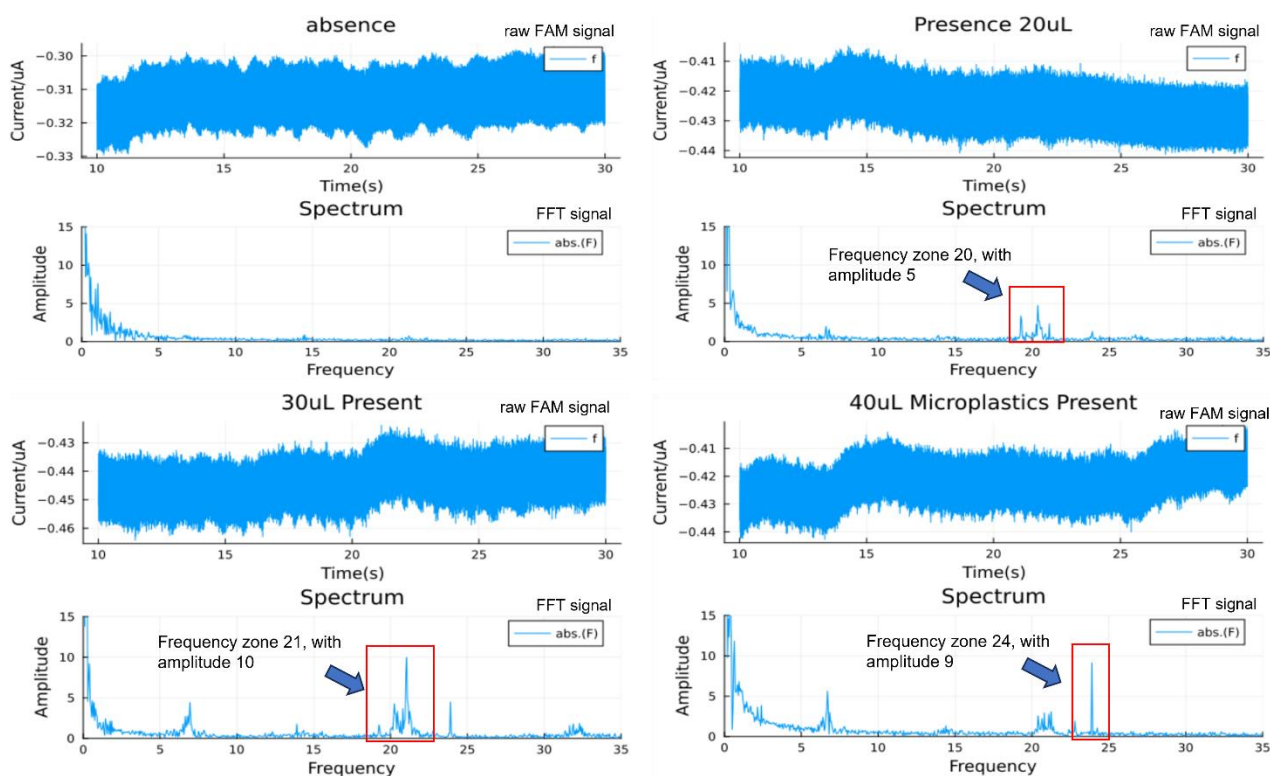 absence
raw FAM signal
f
Current/uA
−0.30
−0.31
−0.32
−0.33
10 15 20 25 30
Time(s)
Spectrum
FFT signal
abs.(F)
Amplitude
15
10
5
0
0 5 10 15 20 25 30 35
Frequency
Presence 20uL
raw FAM signal
f
Current/uA
−0.41
−0.42
−0.43
−0.44
10 15 20 25 30
Time(s)
Spectrum
FFT signal
abs.(F)
Frequency zone 20, with
amplitude 5
Amplitude
15
10
5
0
0 5 10 15 20 25 30 35
Frequency
30uL Present
raw FAM signal
f
Current/uA
−0.43
−0.44
−0.45
−0.46
10 15 20 25 30
Time(s)
Spectrum
FFT signal
abs.(F)
Frequency zone 21, with
amplitude 10
Amplitude
15
10
5
0
0 5 10 15 20 25 30 35
Frequency
40uL Microplastics Present
raw FAM signal
f
Current/uA
−0.41
−0.42
−0.43
−0.44
10 15 20 25 30
Time(s)
Spectrum
FFT signal
abs.(F)
Frequency zone 24, with
amplitude 9
Amplitude
15
10
5
0
0 5 10 15 20 25 30 35
Frequency